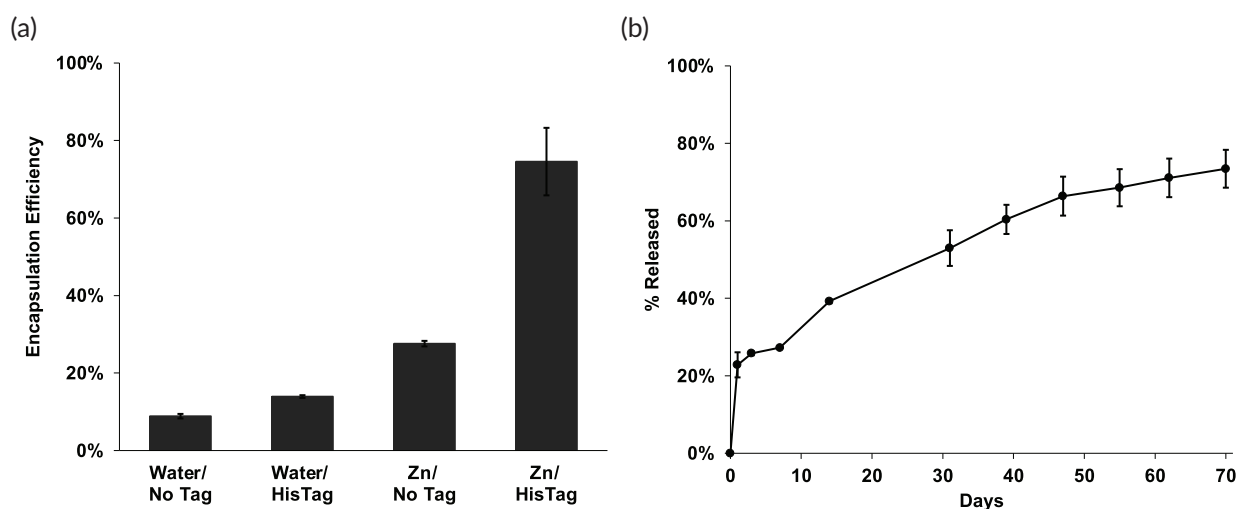 (a)
100%
80%
60%
40%
20%
0%
Encapsulation Efficiency
Water/
No Tag
Water/
HisTag
Zn/
No Tag
Zn/
HisTag
(b)
100%
80%
60%
40%
20%
0%
% Released
0 10 20 30 40 50 60 70
Days